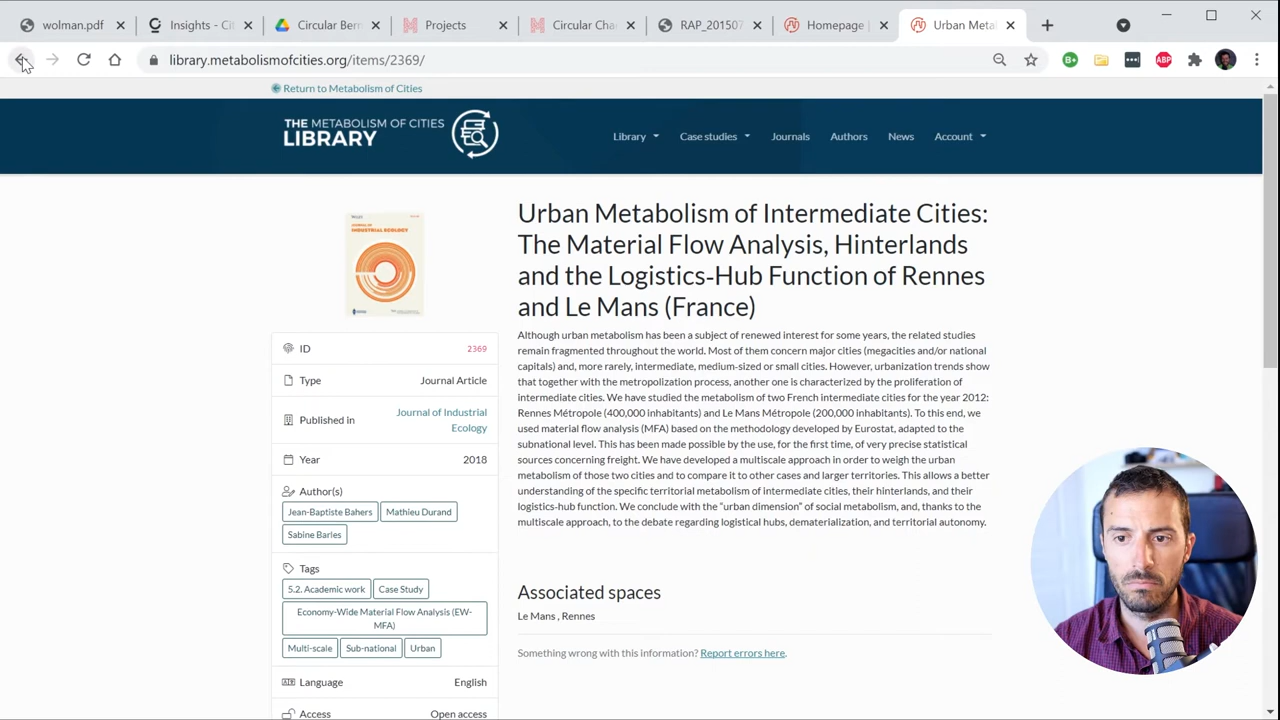 wolman.pdf
Insights - Ci
Circular Bern
Projects
Circular Cha
RAP_201507
Homepage |
Urban Meta
library.metabolismofcities.org/items/2369/
B+
ABP
Return to Metabolism of Cities
THE METABOLISM OF CITIES
LIBRARY
Library
Case studies
Journals
Authors
News
Account
JOURNAL OF
INDUSTRIAL ECOLOGY
Urban Metabolism of Intermediate Cities:
The Material Flow Analysis, Hinterlands
and the Logistics-Hub Function of Rennes
and Le Mans (France)
Although urban metabolism has been a subject of renewed interest for some years, the related studies
remain fragmented throughout the world. Most of them concern major cities (megacities and/or national
capitals) and, more rarely, intermediate, medium-sized or small cities. However, urbanization trends show
that together with the metropolization process, another one is characterized by the proliferation of
intermediate cities. We have studied the metabolism of two French intermediate cities for the year 2012:
Rennes Métropole (400,000 inhabitants) and Le Mans Métropole (200,000 inhabitants). To this end, we
used material flow analysis (MFA) based on the methodology developed by Eurostat, adapted to the
subnational level. This has been made possible by the use, for the first time, of very precise statistical
sources concerning freight. We have developed a multiscale approach in order to weigh the urban
metabolism of those two cities and to compare it to other cases and larger territories. This allows a better
understanding of the specific territorial metabolism of intermediate cities, their hinterlands, and their
logistics-hub function. We conclude with the “urban dimension” of social metabolism, and, thanks to the
multiscale approach, to the debate regarding logistical hubs, dematerialization, and territorial autonomy.
ID 2369
Type Journal Article
Published in Journal of Industrial
Ecology
Year 2018
Author(s)
Jean-Baptiste Bahers Mathieu Durand
Sabine Barles
Tags
5.2. Academic work Case Study
Economy-Wide Material Flow Analysis (EW-
MFA)
Multi-scale Sub-national Urban
Language English
Access Open access
Associated spaces
Le Mans , Rennes
Something wrong with this information? Report errors here.